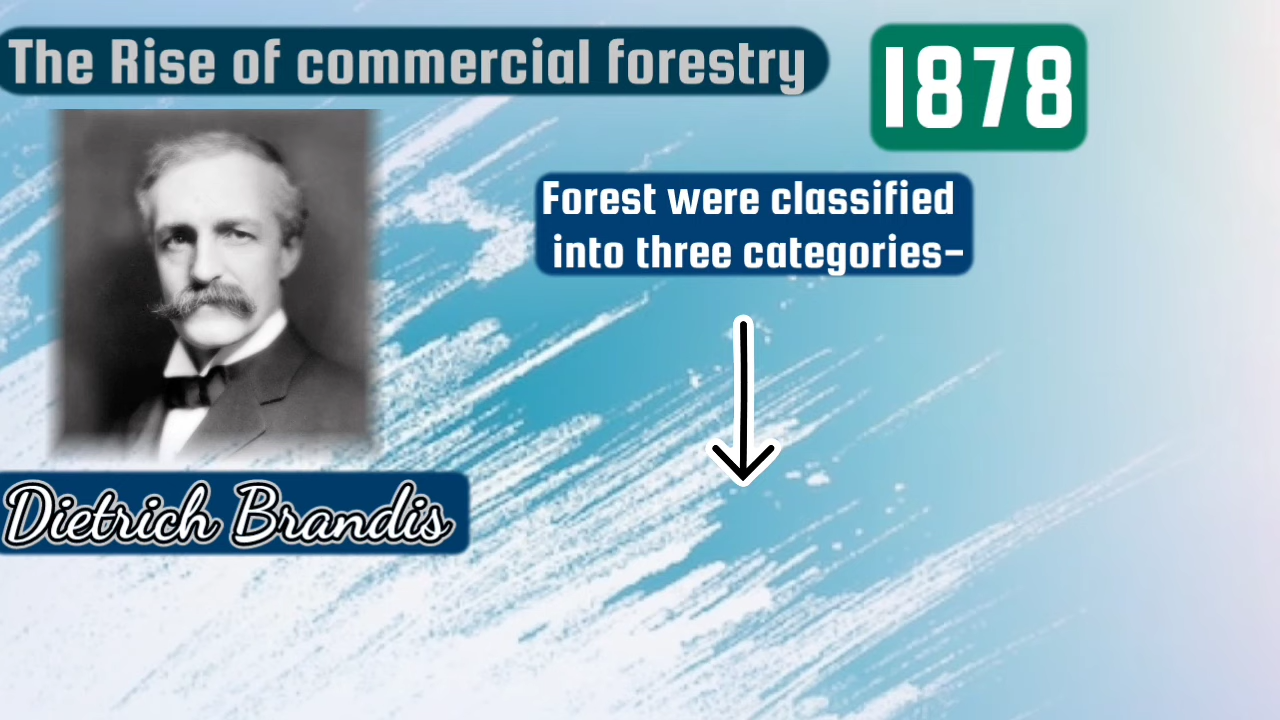 The Rise of commercial forestry
1878
Forest were classified
into three categories-
Dietrich Brandis